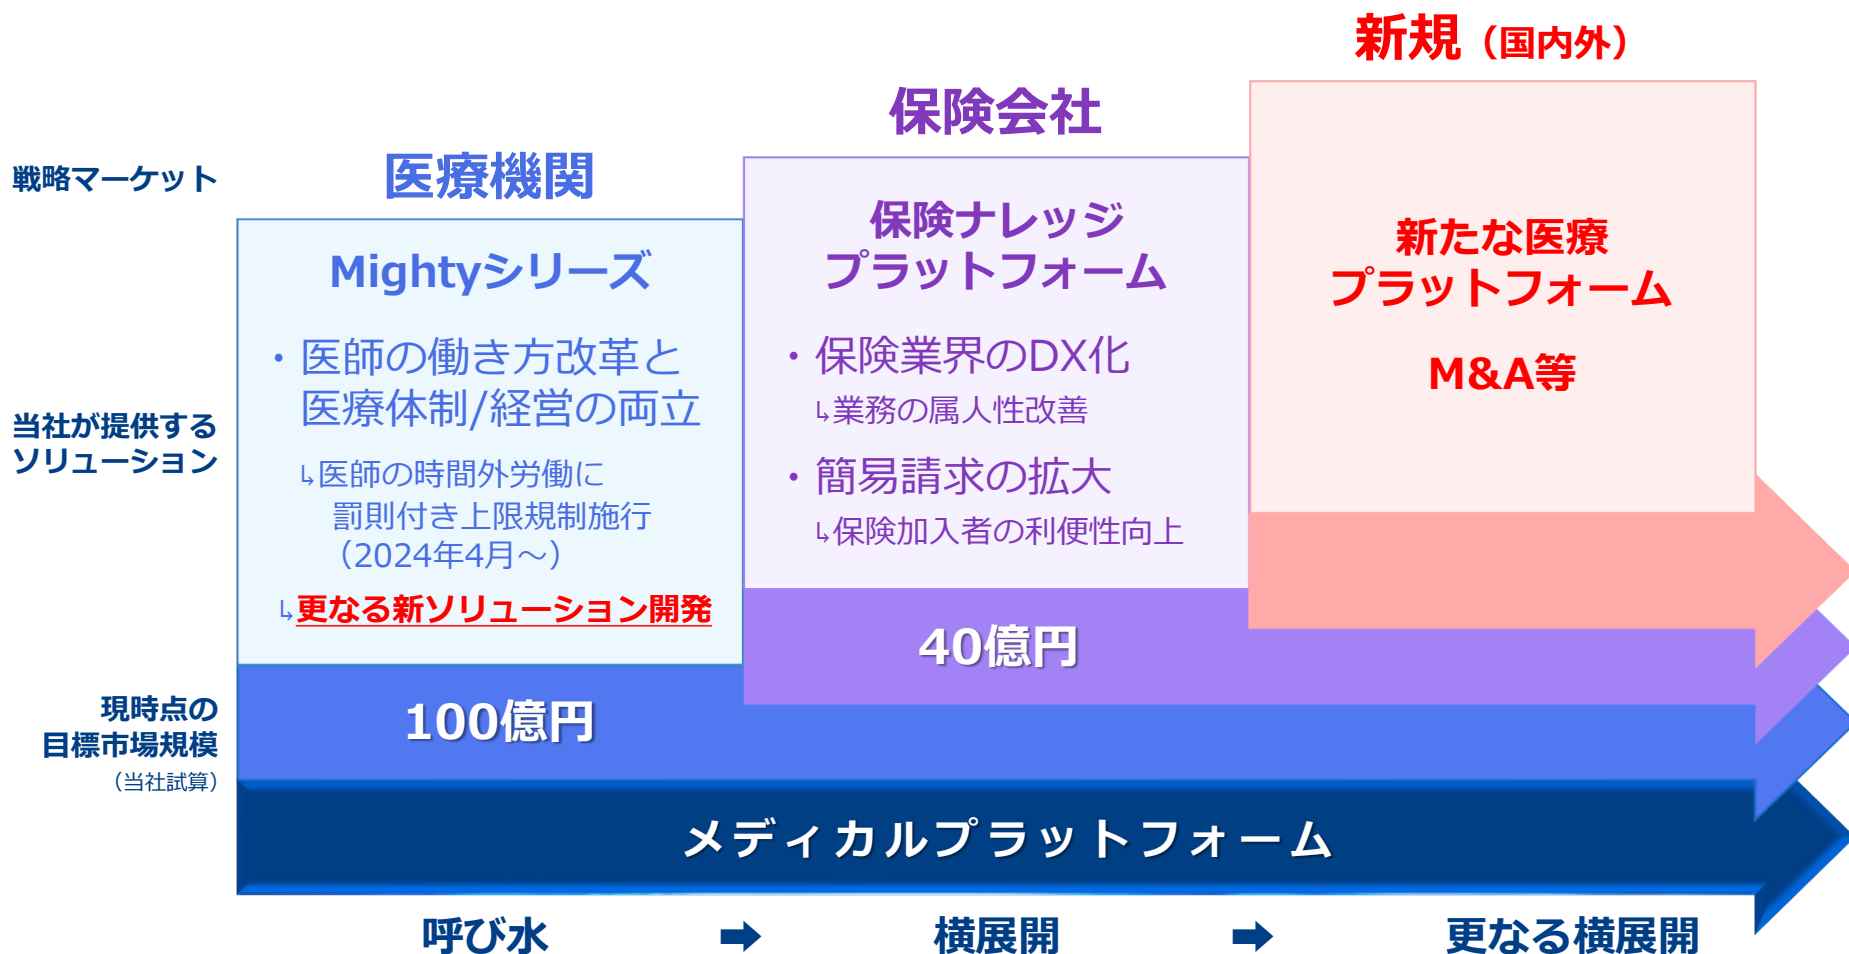 新規（国内外）
保険会社
医療機関
戦略マーケット
Mightyシリーズ
・医師の働き方改革と
医療体制/経営の両立
↳医師の時間外労働に
罰則付き上限規制施行
（2024年4月～）
↳更なる新ソリューション開発
保険ナレッジ
プラットフォーム
・保険業界のDX化
↳業務の属人性改善
・簡易請求の拡大
↳保険加入者の利便性向上
新たな医療
プラットフォーム
M&A等
当社が提供する
ソリューション
現時点の
目標市場規模
（当社試算）
100億円
40億円
メディカルプラットフォーム
呼び水 ➡ 横展開 ➡ 更なる横展開